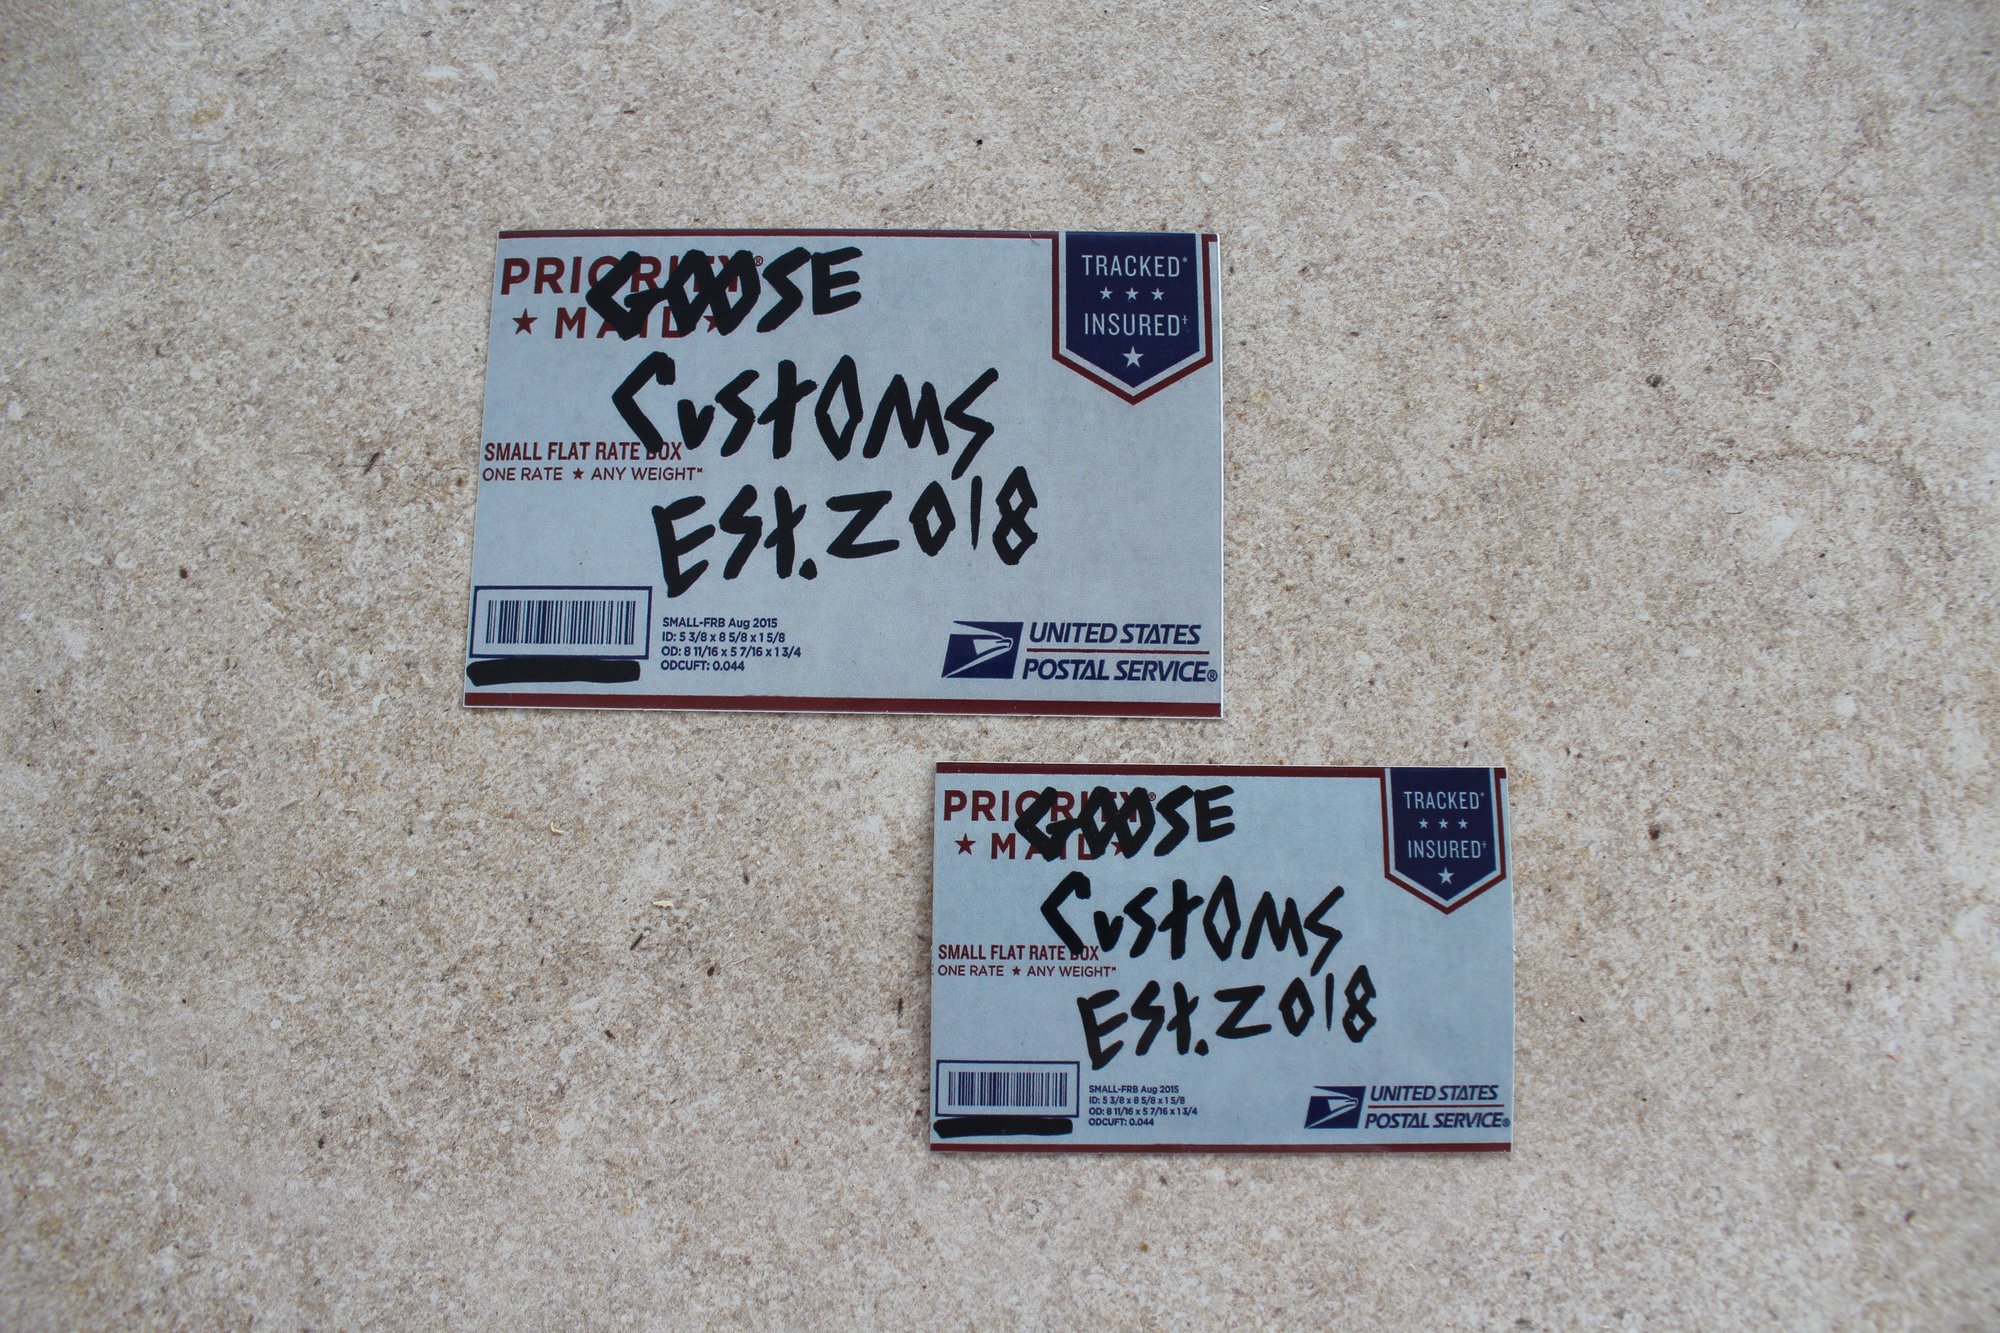 PRIORITY®
★ MAIL ★
GOOSE
Customs
Est. 2018
TRACKED*
★ ★ ★
INSURED†
★
SMALL FLAT RATE BOX
ONE RATE ★ ANY WEIGHT*
SMALL-FRB Aug 2015
ID: 5 3/8 x 8 5/8 x 1 5/8
OD: 8 11/16 x 5 7/16 x 1 3/4
ODCUFT: 0.044
UNITED STATES
POSTAL SERVICE®
PRIORITY®
★ MAIL ★
GOOSE
Customs
Est. 2018
TRACKED*
★ ★ ★
INSURED†
★
SMALL FLAT RATE BOX
ONE RATE ★ ANY WEIGHT*
SMALL-FRB Aug 2015
ID: 5 3/8 x 8 5/8 x 1 5/8
OD: 8 11/16 x 5 7/16 x 1 3/4
ODCUFT: 0.044
UNITED STATES
POSTAL SERVICE®